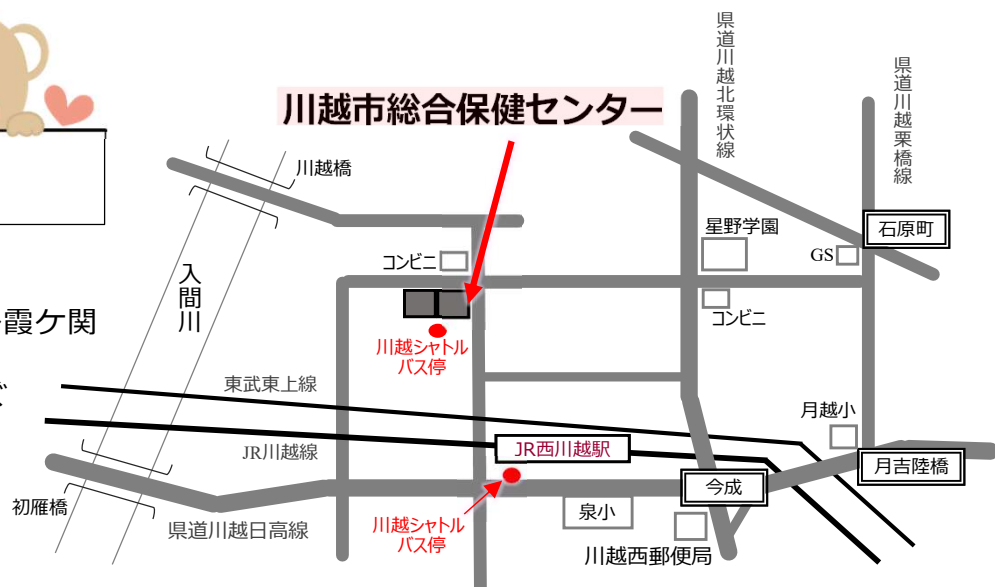 県道川越北環状線
県道川越栗橋線
川越市総合保健センター
川越橋
星野学園
石原町
GS
コンビニ
入間川
コンビニ
霞ケ関
川越シャトル
バス停
東武東上線
月越小
JR川越線
JR西川越駅
月吉陸橋
今成
初雁橋
泉小
県道川越日高線
川越シャトル
バス停
川越西郵便局